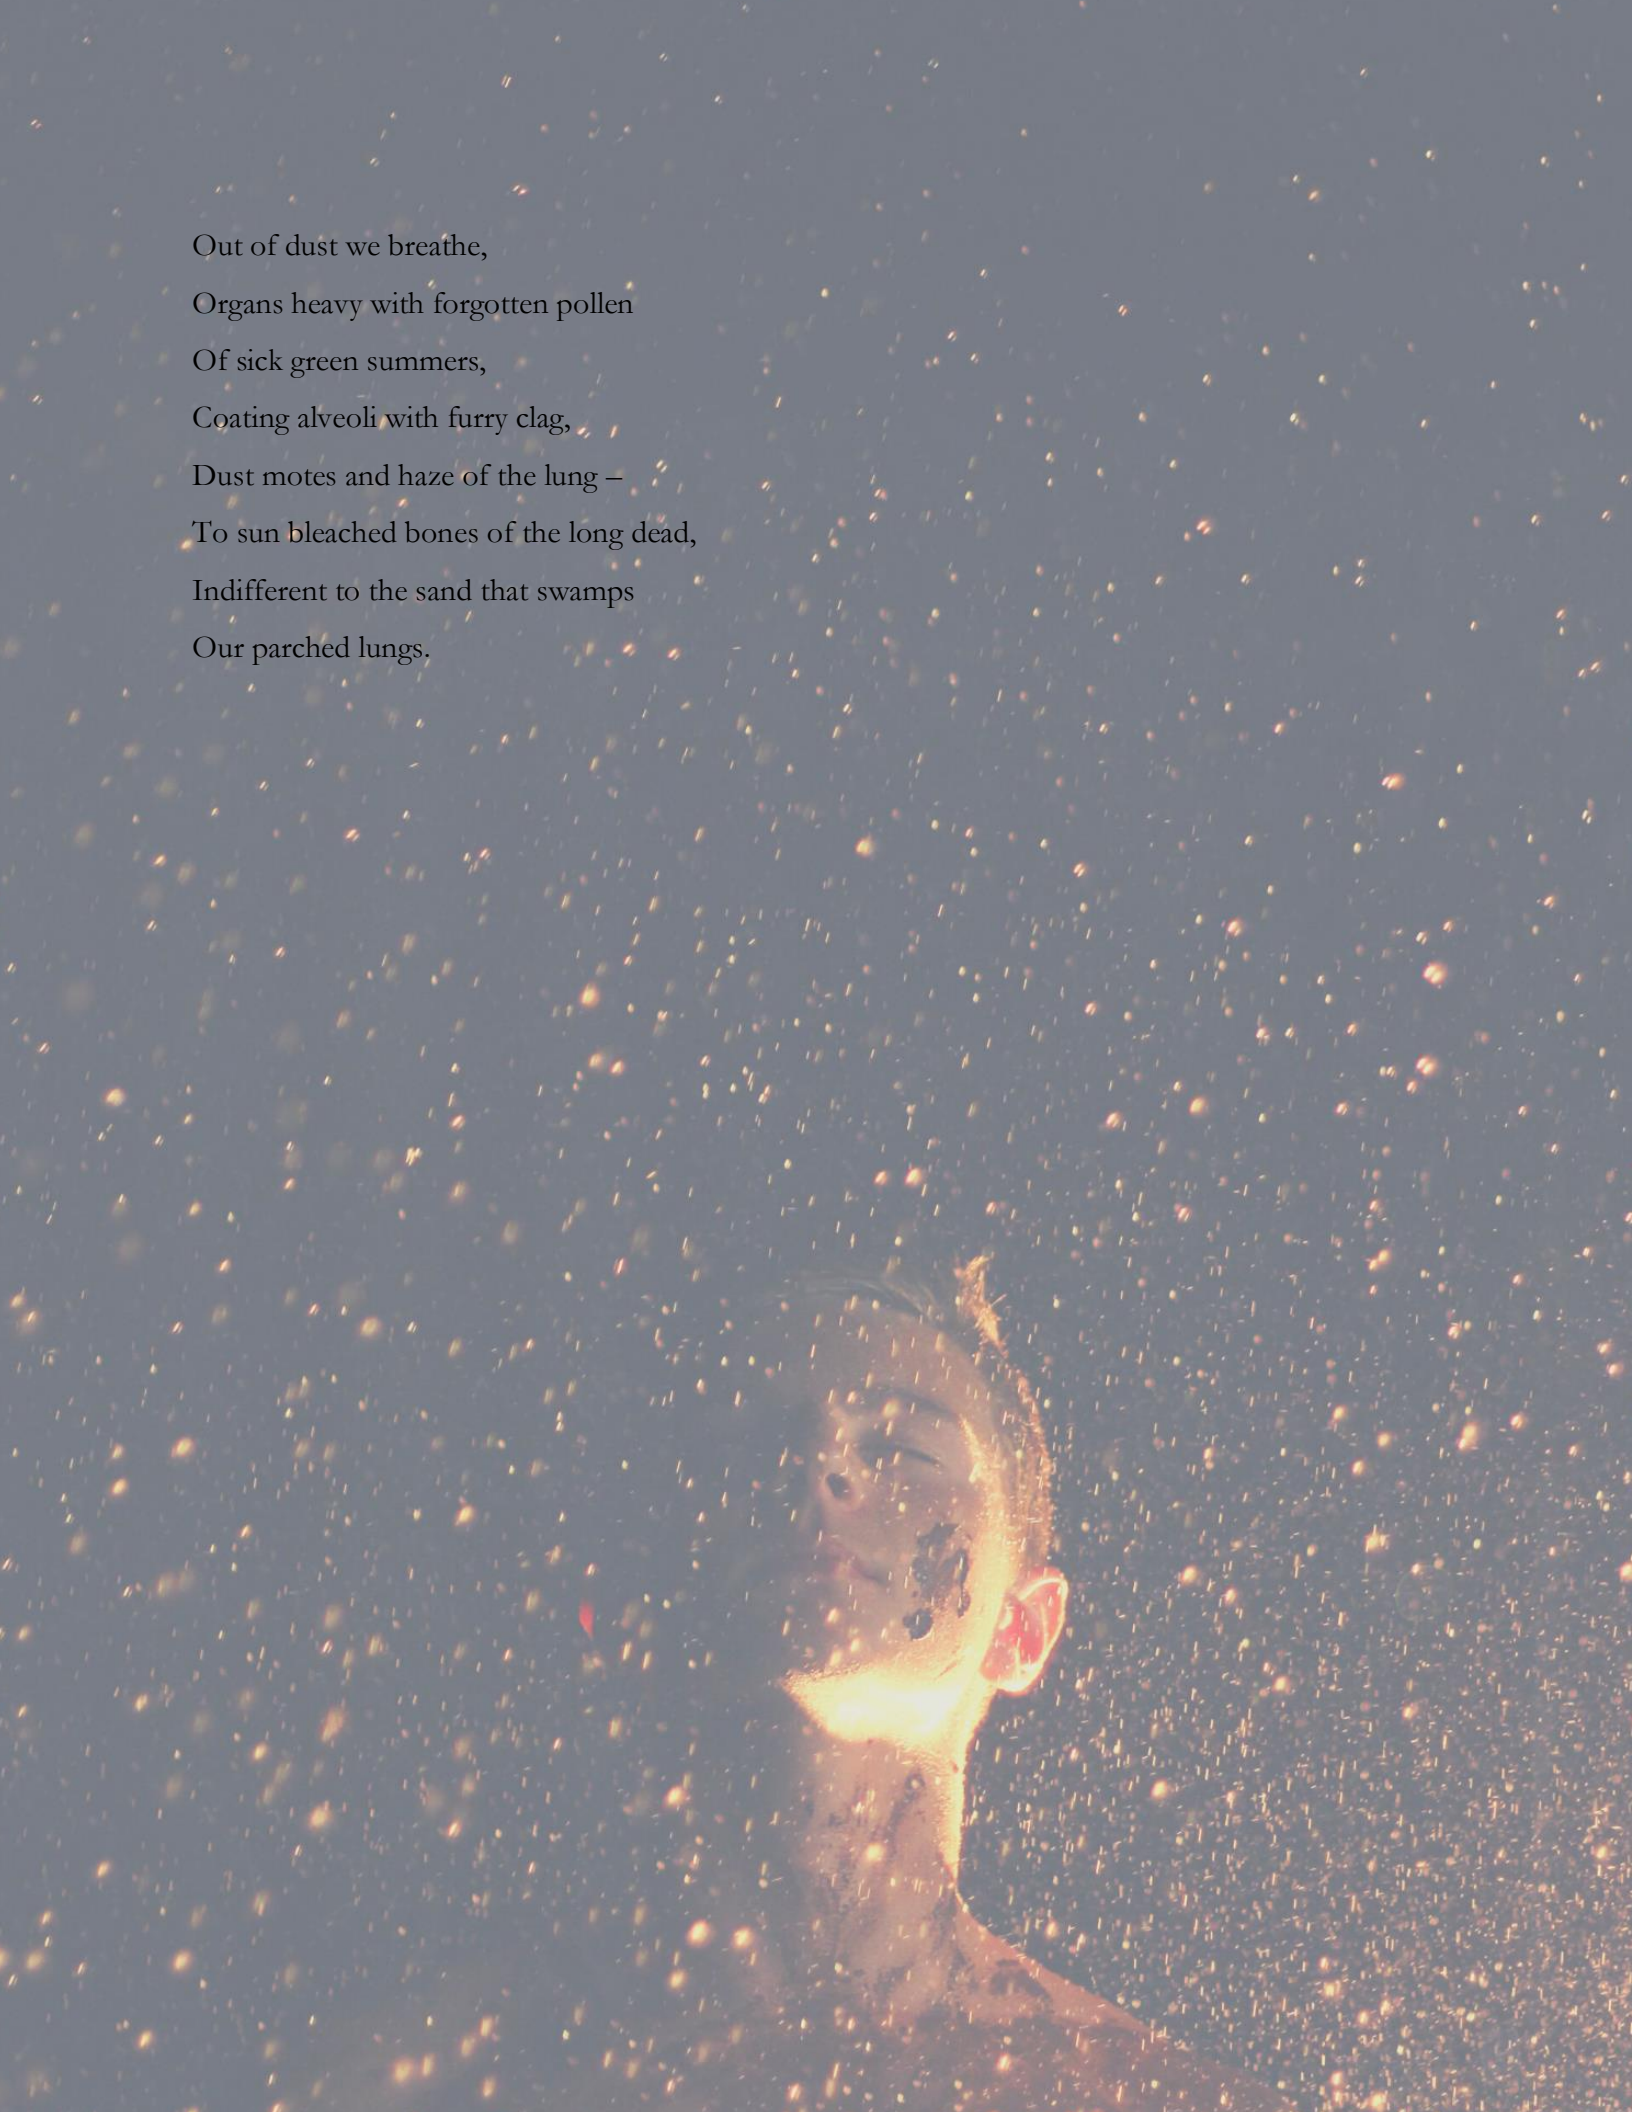 Out of dust we breathe,
Organs heavy with forgotten pollen
Of sick green summers,
Coating alveoli with furry clag,
Dust motes and haze of the lung –
To sun bleached bones of the long dead,
Indifferent to the sand that swamps
Our parched lungs.